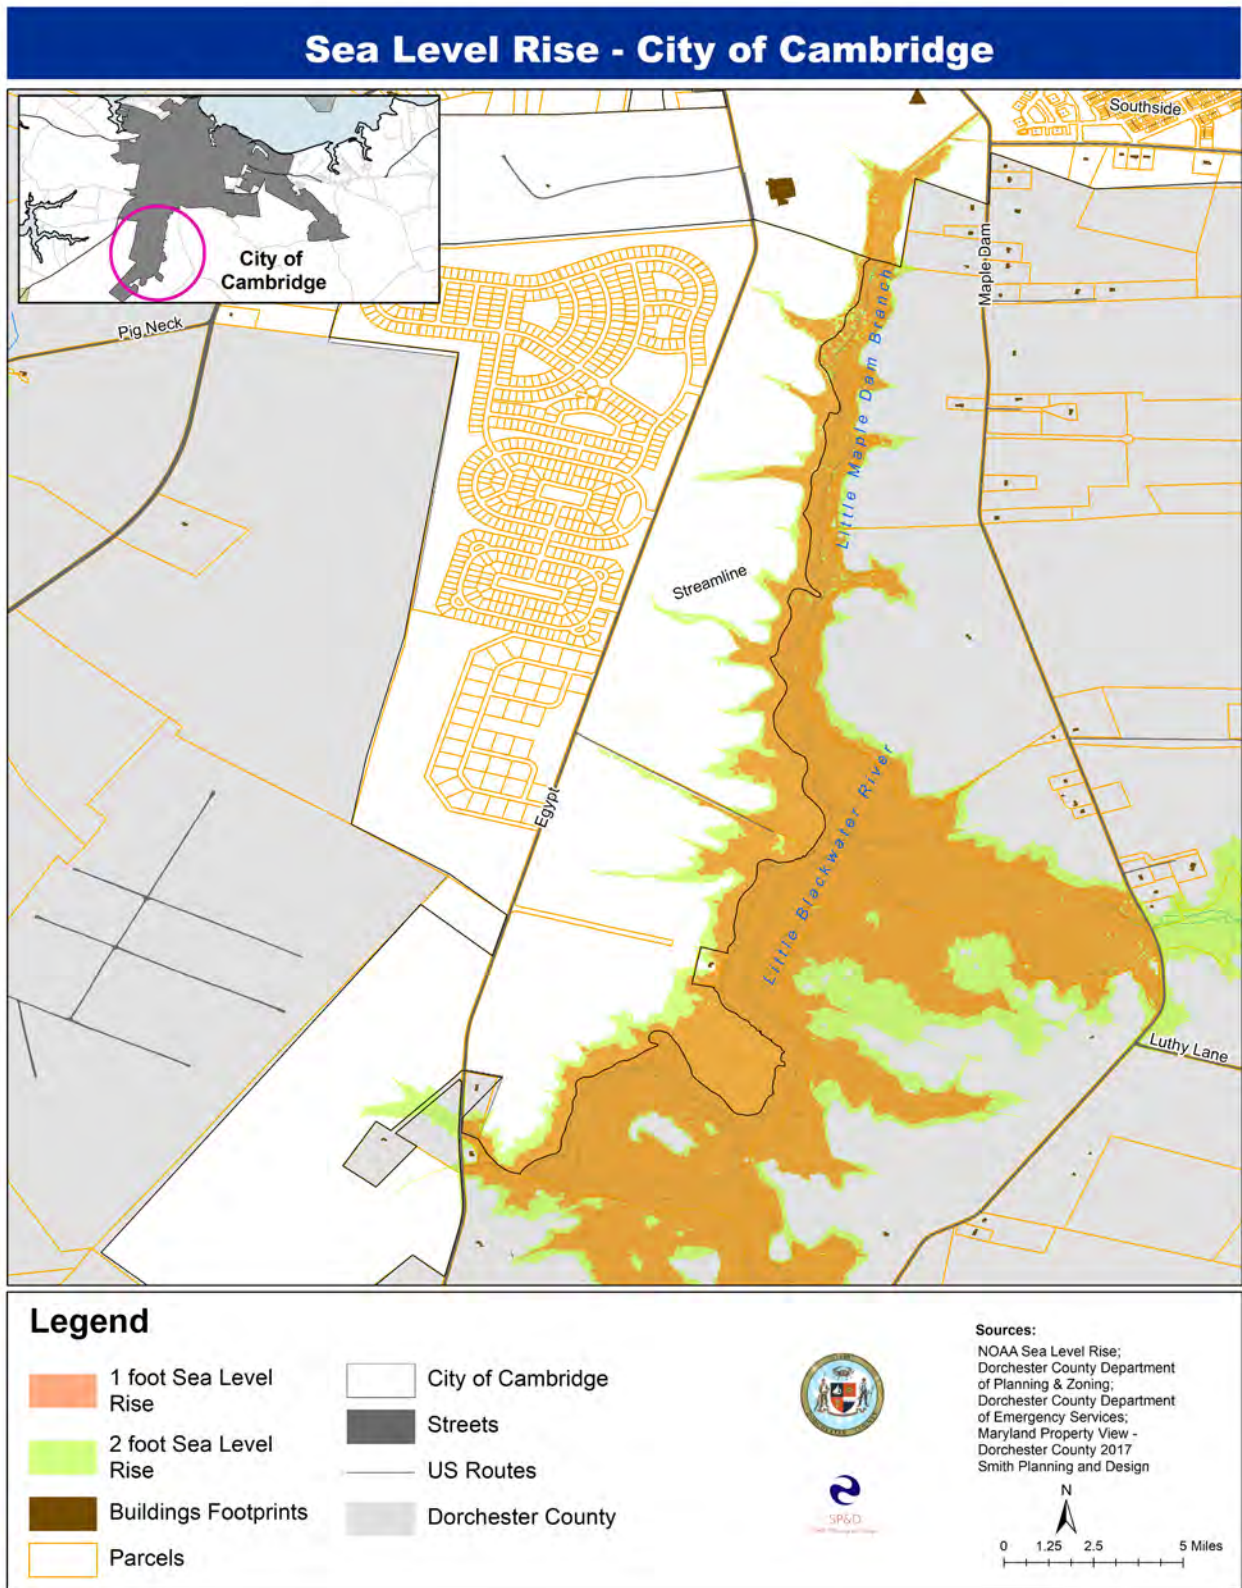 Sea Level Rise - City of Cambridge
Southside
City of
Cambridge
Pig Neck
Maple Dam
Little Maple Dam Branch
Streamline
Egypt
Little Blackwater River
Luthy Lane
Legend
1 foot Sea Level
Rise
2 foot Sea Level
Rise
Buildings Footprints
Parcels
City of Cambridge
Streets
US Routes
Dorchester County
SP&D
Sources:
NOAA Sea Level Rise;
Dorchester County Department
of Planning & Zoning;
Dorchester County Department
of Emergency Services;
Maryland Property View -
Dorchester County 2017
Smith Planning and Design
N
0 1.25 2.5 5 Miles